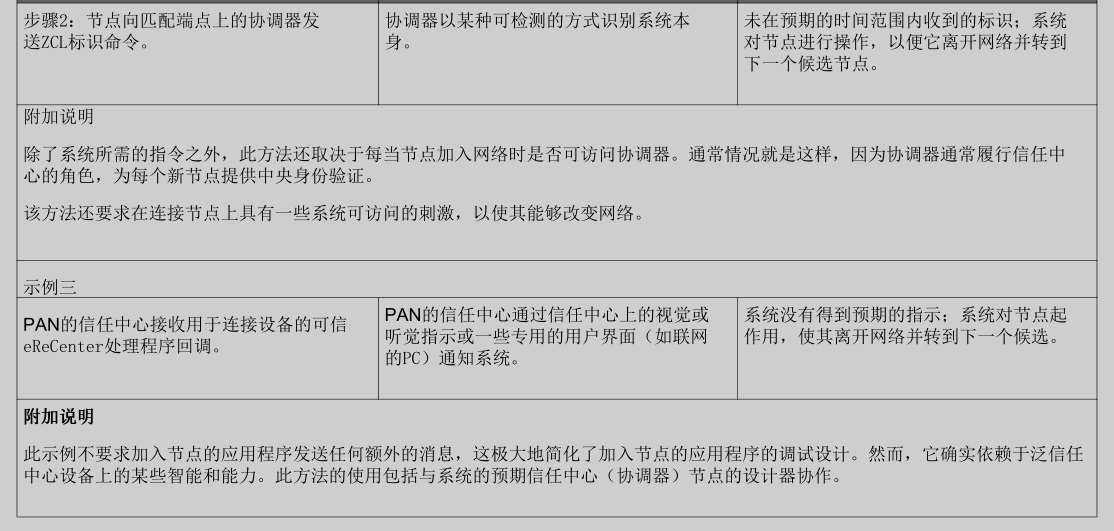 步骤2：节点向匹配端点上的协调器发
送ZCL标识命令。
协调器以某种可检测的方式识别系统本
身。
未在预期的时间范围内收到的标识；系统
对节点进行操作，以便它离开网络并转到
下一个候选节点。
附加说明
除了系统所需的指令之外，此方法还取决于每当节点加入网络时是否可访问协调器。通常情况就是这样，因为协调器通常履行信任中
心的角色，为每个新节点提供中央身份验证。
该方法还要求在连接节点上具有一些系统可访问的刺激，以使其能够改变网络。
示例三
PAN的信任中心接收用于连接设备的可信
eReCenter处理程序回调。
PAN的信任中心通过信任中心上的视觉或
听觉指示或一些专用的用户界面（如联网
的PC）通知系统。
系统没有得到预期的指示；系统对节点起
作用，使其离开网络并转到下一个候选。
附加说明
此示例不要求加入节点的应用程序发送任何额外的消息，这极大地简化了加入节点的应用程序的调试设计。然而，它确实依赖于泛信任
中心设备上的某些智能和能力。此方法的使用包括与系统的预期信任中心（协调器）节点的设计器协作。